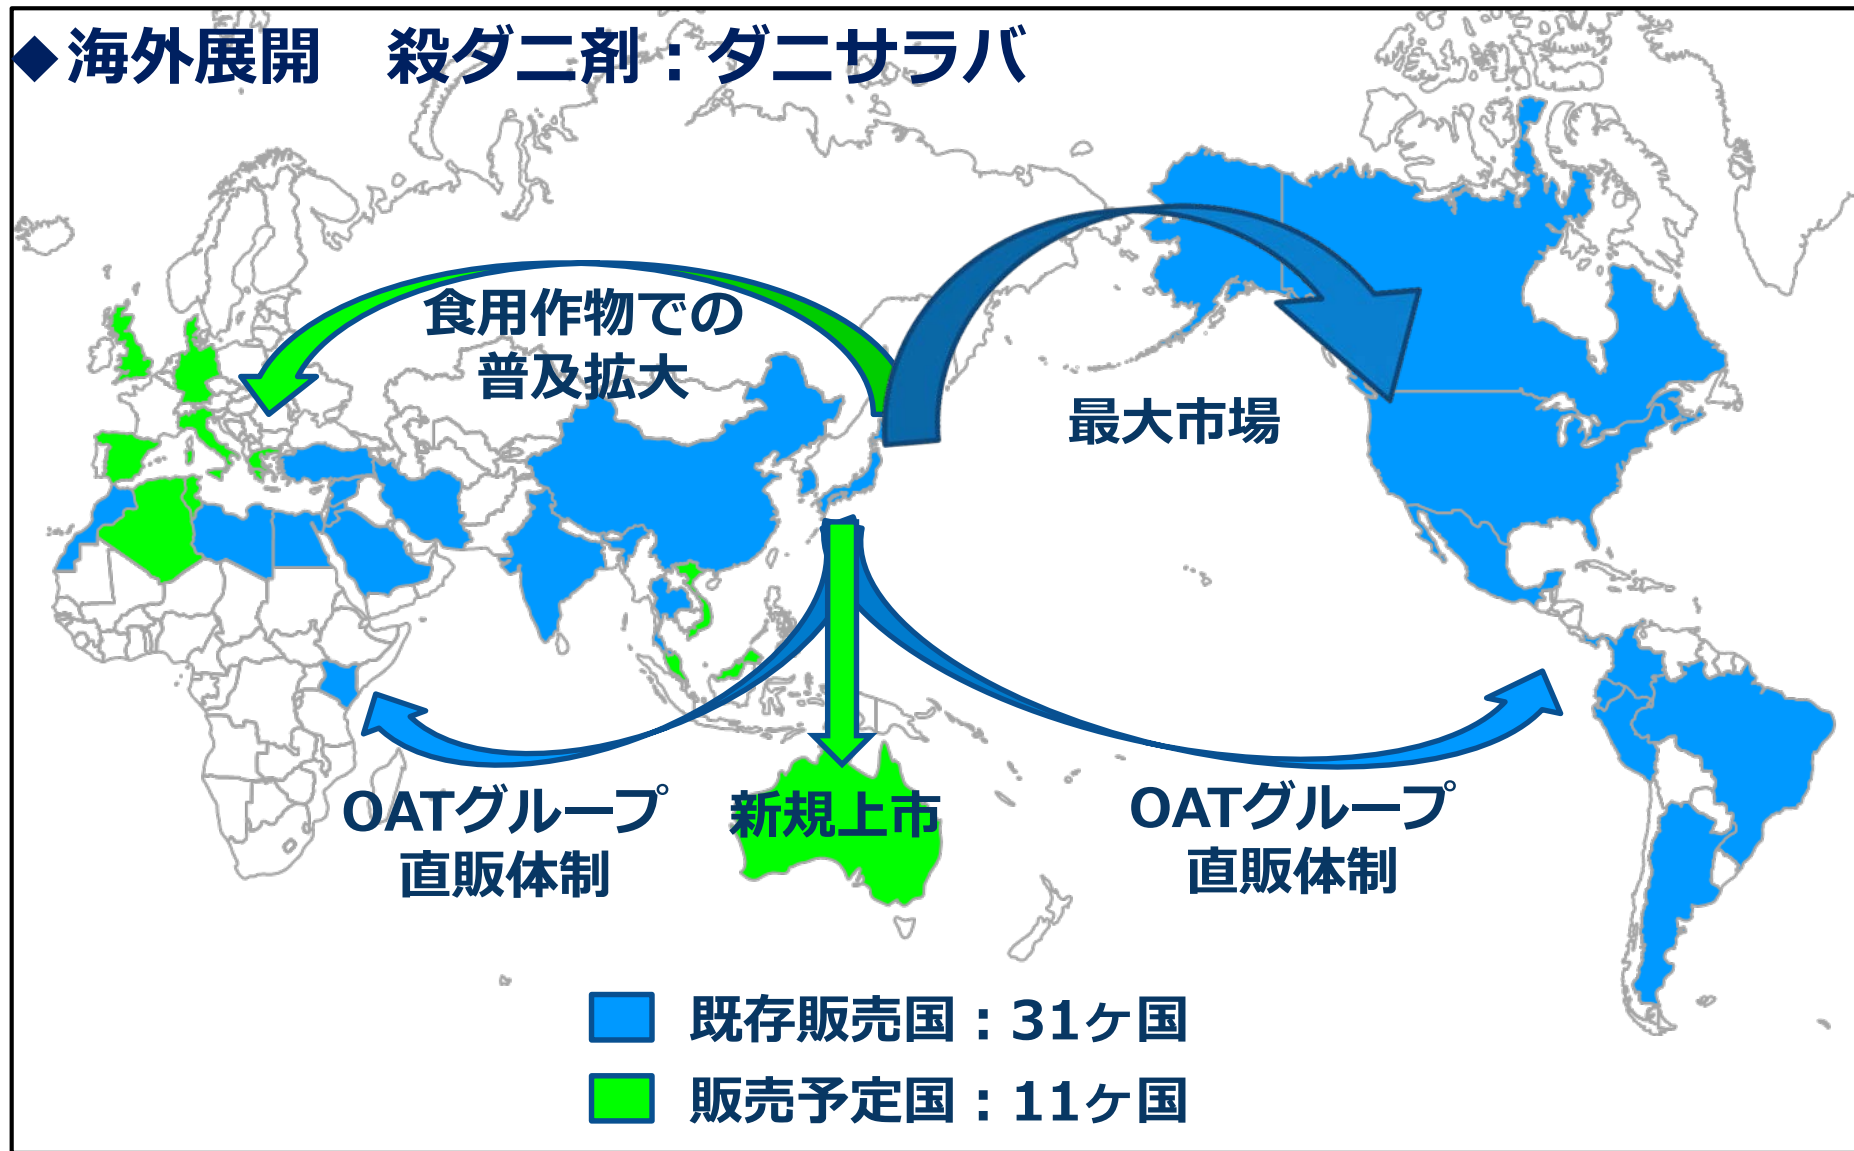 ◆海外展開　殺ダニ剤：ダニサラバ
食用作物での
普及拡大
最大市場
OATグループ
直販体制
新規上市
OATグループ
直販体制
既存販売国：31ヶ国
販売予定国：11ヶ国